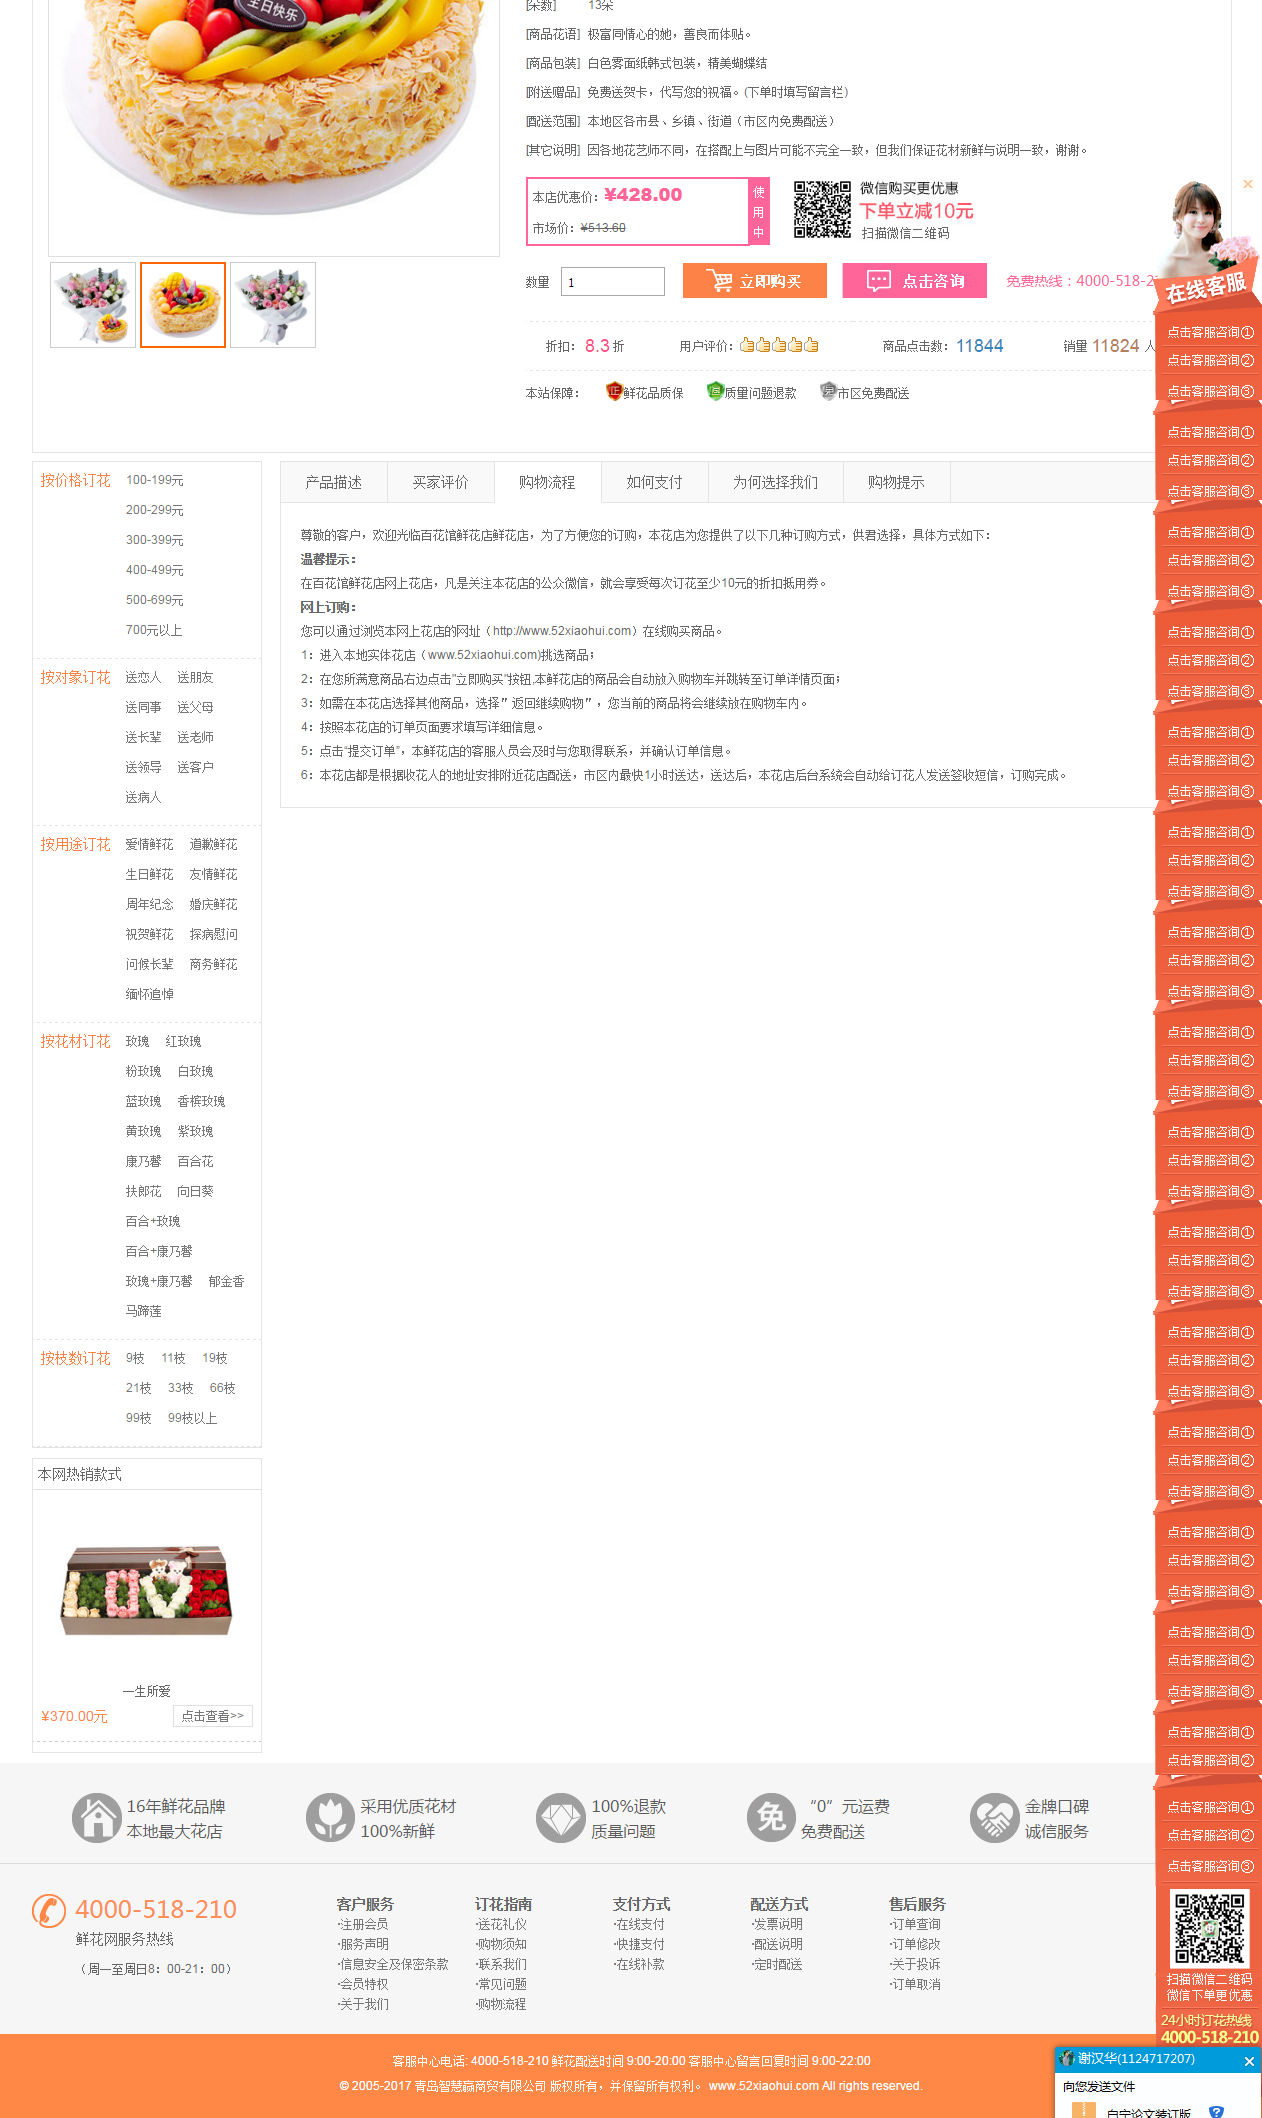 [朵数] 13朵
[商品花语] 极富同情心的她，善良而体贴。
[商品包装] 白色雾面纸韩式包装，精美蝴蝶结
[附送赠品] 免费送贺卡，代写您的祝福。(下单时填写留言栏)
[配送范围] 本地区各市县、乡镇、街道（市区内免费配送）
[其它说明] 因各地花艺师不同，在搭配上与图片可能不完全一致，但我们保证花材新鲜与说明一致，谢谢。
生日快乐
本店优惠价：¥428.00
市场价：¥513.60
使用中
微信购买更优惠
下单立减10元
扫描微信二维码
数量 1 立即购买 点击咨询 免费热线：4000-518-2
折扣： 8.3 折 用户评价： 商品点击数： 11844 销量 11824 人
本站保障： 正 鲜花品质保 质量问题退款 市区免费配送
在线客服
点击客服咨询①
点击客服咨询②
点击客服咨询③
点击客服咨询①
点击客服咨询②
点击客服咨询③
点击客服咨询①
点击客服咨询②
点击客服咨询③
点击客服咨询①
点击客服咨询②
点击客服咨询③
点击客服咨询①
点击客服咨询②
点击客服咨询③
点击客服咨询①
点击客服咨询②
点击客服咨询③
点击客服咨询①
点击客服咨询②
点击客服咨询③
点击客服咨询①
点击客服咨询②
点击客服咨询③
点击客服咨询①
点击客服咨询②
点击客服咨询③
点击客服咨询①
点击客服咨询②
点击客服咨询③
点击客服咨询①
点击客服咨询②
点击客服咨询③
点击客服咨询①
点击客服咨询②
点击客服咨询③
点击客服咨询①
点击客服咨询②
点击客服咨询③
点击客服咨询①
点击客服咨询②
点击客服咨询③
点击客服咨询①
点击客服咨询②
点击客服咨询①
点击客服咨询②
点击客服咨询③
扫描微信二维码
微信下单更优惠
24小时订花热线
4000-518-210
按价格订花 100-199元
200-299元
300-399元
400-499元
500-699元
700元以上
按对象订花 送恋人 送朋友
送同事 送父母
送长辈 送老师
送领导 送客户
送病人
按用途订花 爱情鲜花 道歉鲜花
生日鲜花 友情鲜花
周年纪念 婚庆鲜花
祝贺鲜花 探病慰问
问候长辈 商务鲜花
缅怀追悼
按花材订花 玫瑰 红玫瑰
粉玫瑰 白玫瑰
蓝玫瑰 香槟玫瑰
黄玫瑰 紫玫瑰
康乃馨 百合花
扶郎花 向日葵
百合+玫瑰
百合+康乃馨
玫瑰+康乃馨 郁金香
马蹄莲
按枝数订花 9枝 11枝 19枝
21枝 33枝 66枝
99枝 99枝以上
本网热销款式
一生所爱
¥370.00元 点击查看>>
产品描述 买家评价 购物流程 如何支付 为何选择我们 购物提示
尊敬的客户，欢迎光临百花馆鲜花店鲜花店，为了方便您的订购，本花店为您提供了以下几种订购方式，供君选择，具体方式如下：
温馨提示：
在百花馆鲜花店网上花店，凡是关注本花店的公众微信，就会享受每次订花至少10元的折扣抵用券。
网上订购：
您可以通过浏览本网上花店的网址（http://www.52xiaohui.com）在线购买商品。
1：进入本地实体花店（www.52xiaohui.com)挑选商品；
2：在您所满意商品右边点击"立即购买"按钮,本鲜花店的商品会自动放入购物车并跳转至订单详情页面；
3：如需在本花店选择其他商品，选择”返回继续购物”，您当前的商品将会继续放在购物车内。
4：按照本花店的订单页面要求填写详细信息。
5：点击“提交订单”，本鲜花店的客服人员会及时与您取得联系，并确认订单信息。
6：本花店都是根据收花人的地址安排附近花店配送，市区内最快1小时送达，送达后，本花店后台系统会自动给订花人发送签收短信，订购完成。
16年鲜花品牌
本地最大花店
采用优质花材
100%新鲜
100%退款
质量问题
免
“0”元运费
免费配送
金牌口碑
诚信服务
4000-518-210
鲜花网服务热线
（周一至周日8：00-21：00）
客户服务
·注册会员
·服务声明
·信息安全及保密条款
·会员特权
·关于我们
订花指南
·送花礼仪
·购物须知
·联系我们
·常见问题
·购物流程
支付方式
·在线支付
·快捷支付
·在线补款
配送方式
·发票说明
·配送说明
·定时配送
售后服务
·订单查询
·订单修改
·关于投诉
·订单取消
客服中心电话: 4000-518-210 鲜花配送时间 9:00-20:00 客服中心留言回复时间 9:00-22:00
© 2005-2017 青岛智慧赢商贸有限公司 版权所有，并保留所有权利。 www.52xiaohui.com All rights reserved.
谢汉华(1124717207)
向您发送文件